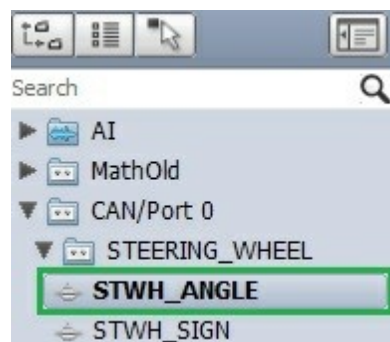 Search
AI
MathOld
CAN/Port 0
STEERING_WHEEL
STWH_ANGLE
STWH_SIGN